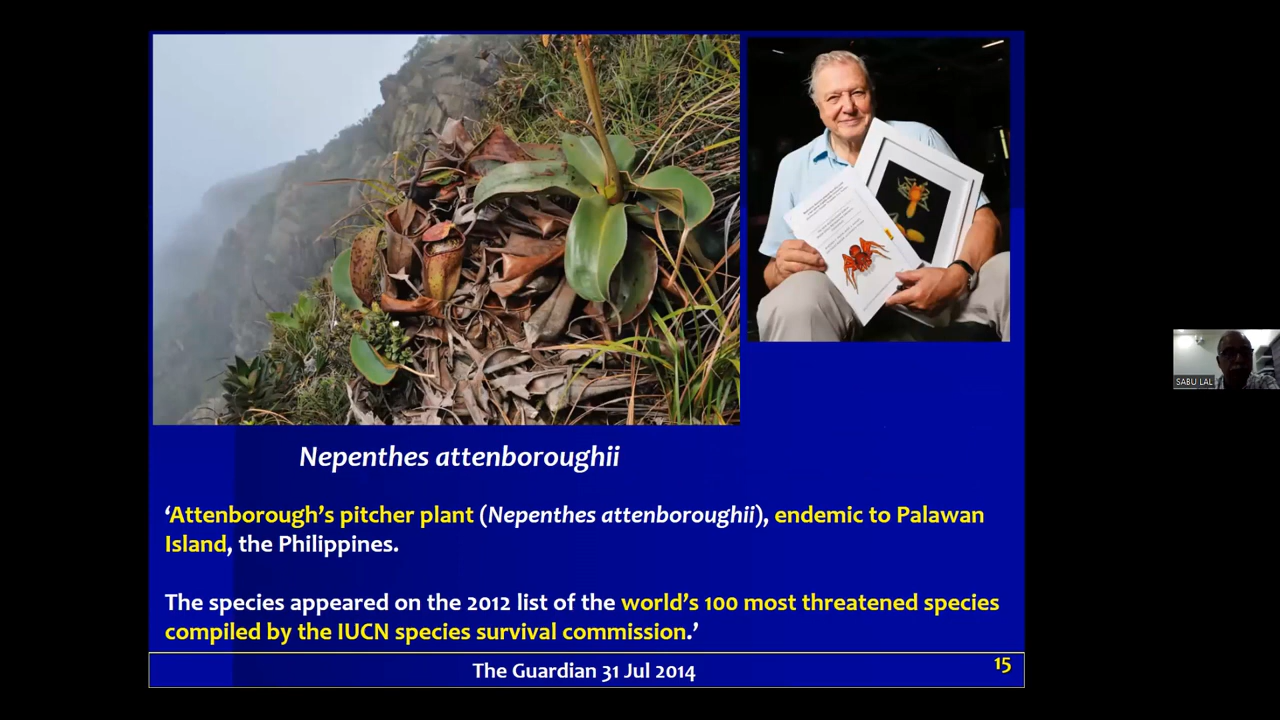 Nepenthes attenboroughii
‘Attenborough’s pitcher plant (Nepenthes attenboroughii), endemic to Palawan
Island, the Philippines.
The species appeared on the 2012 list of the world’s 100 most threatened species
compiled by the IUCN species survival commission.’
The Guardian 31 Jul 2014
15
SABU LAL